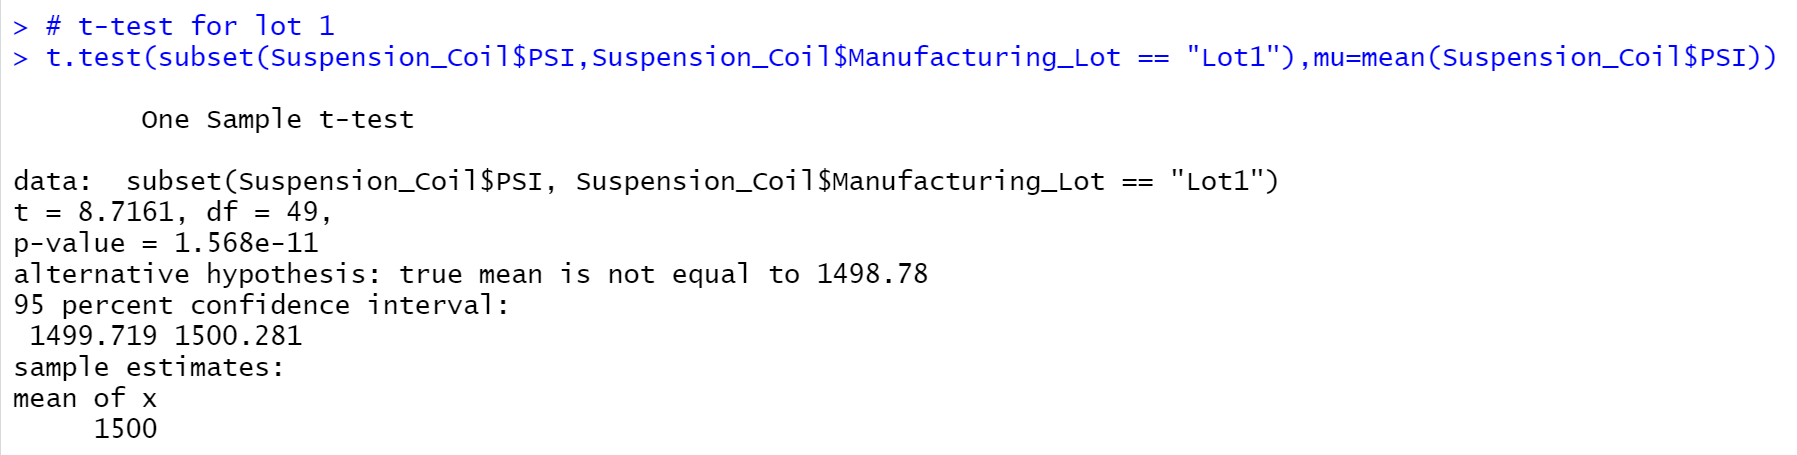 > # t-test for lot 1
> t.test(subset(Suspension_Coil$PSI,Suspension_Coil$Manufacturing_Lot == "Lot1"),mu=mean(Suspension_Coil$PSI))
One Sample t-test
data:  subset(Suspension_Coil$PSI, Suspension_Coil$Manufacturing_Lot == "Lot1")
t = 8.7161, df = 49,
p-value = 1.568e-11
alternative hypothesis: true mean is not equal to 1498.78
95 percent confidence interval:
1499.719 1500.281
sample estimates:
mean of x
1500